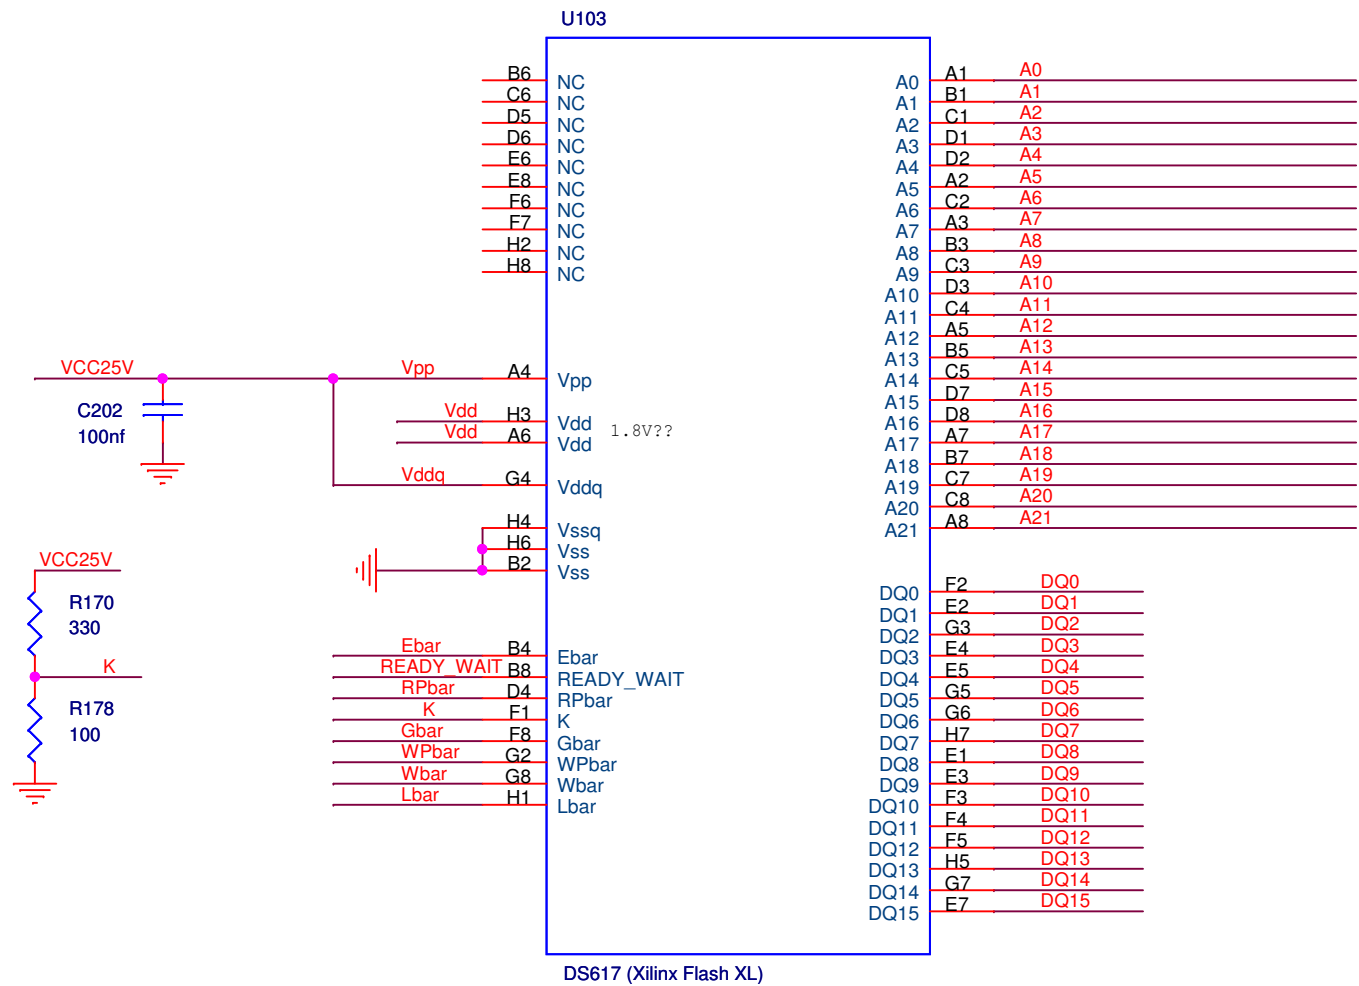 U103
B6 NC
C6 NC
D5 NC
D6 NC
E6 NC
E8 NC
F6 NC
F7 NC
H2 NC
H8 NC
VCC25V Vpp A4 Vpp
C202
100nf
Vdd H3 Vdd
Vdd A6 Vdd
1.8V??
Vddq G4 Vddq
H4 Vssq
H6 Vss
B2 Vss
VCC25V
R170
330
K
R178
100
Ebar B4 Ebar
READY_WAIT B8 READY_WAIT
RPbar D4 RPbar
K F1 K
Gbar F8 Gbar
WPbar G2 WPbar
Wbar G8 Wbar
Lbar H1 Lbar
A0 A1 A0
A1 B1 A1
A2 C1 A2
A3 D1 A3
A4 D2 A4
A5 A2 A5
A6 C2 A6
A7 A3 A7
A8 B3 A8
A9 C3 A9
A10 D3 A10
A11 C4 A11
A12 A5 A12
A13 B5 A13
A14 C5 A14
A15 D7 A15
A16 D8 A16
A17 A7 A17
A18 B7 A18
A19 C7 A19
A20 C8 A20
A21 A8 A21
DQ0 F2 DQ0
DQ1 E2 DQ1
DQ2 G3 DQ2
DQ3 E4 DQ3
DQ4 E5 DQ4
DQ5 G5 DQ5
DQ6 G6 DQ6
DQ7 H7 DQ7
DQ8 E1 DQ8
DQ9 E3 DQ9
DQ10 F3 DQ10
DQ11 F4 DQ11
DQ12 F5 DQ12
DQ13 H5 DQ13
DQ14 G7 DQ14
DQ15 E7 DQ15
DS617 (Xilinx Flash XL)